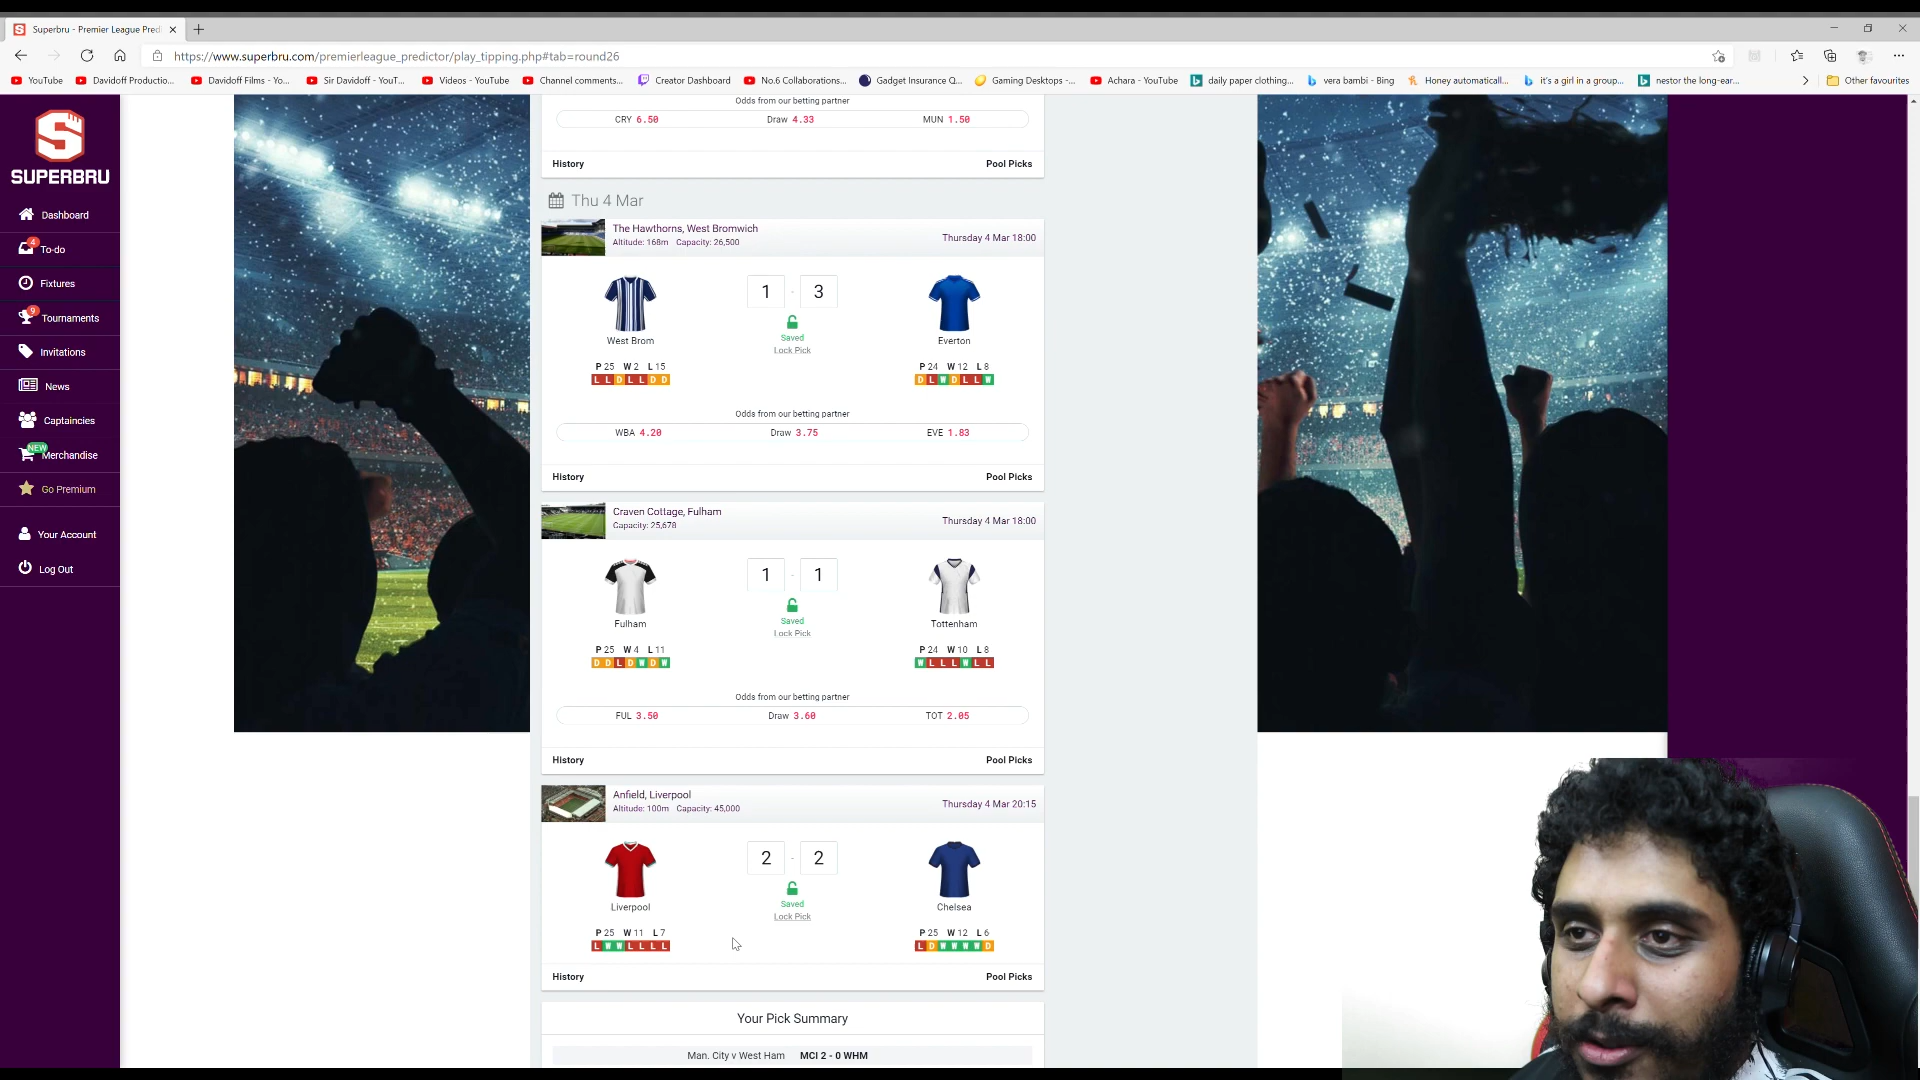 Superbru - Premier League Pred
https://www.superbru.com/premierleague_predictor/play_tipping.php#tab=round26
YouTube
Davidoff Productio...
Davidoff Films - Yo...
Sir Davidoff - YouT...
Videos - YouTube
Channel comments...
Creator Dashboard
No.6 Collaborations...
Gadget Insurance Q...
Gaming Desktops -...
Achara - YouTube
daily paper clothing...
vera bambi - Bing
Honey automaticall...
it's a girl in a group...
nestor the long-ear...
Other favourites
SUPERBRU
Dashboard
4
To-do
Fixtures
9
Tournaments
Invitations
News
Captaincies
NEW
Merchandise
Go Premium
Your Account
Log Out
Odds from our betting partner
CRY 6.50 Draw 4.33 MUN 1.50
History Pool Picks
Thu 4 Mar
The Hawthorns, West Bromwich
Altitude: 168m Capacity: 26,500
Thursday 4 Mar 18:00
1 - 3
Saved
Lock Pick
West Brom Everton
P 25 W 2 L 15 P 24 W 12 L 8
L L D L L D D D L W D L L W
Odds from our betting partner
WBA 4.20 Draw 3.75 EVE 1.83
History Pool Picks
Craven Cottage, Fulham
Capacity: 25,678
Thursday 4 Mar 18:00
1 - 1
Saved
Lock Pick
Fulham Tottenham
P 25 W 4 L 11 P 24 W 10 L 8
D D L D W D W W L L L W L L
Odds from our betting partner
FUL 3.50 Draw 3.60 TOT 2.05
History Pool Picks
Anfield, Liverpool
Altitude: 100m Capacity: 45,000
Thursday 4 Mar 20:15
2 - 2
Saved
Lock Pick
Liverpool Chelsea
P 25 W 11 L 7 P 25 W 12 L 6
L W W L L L L L D W W W W D
History Pool Picks
Your Pick Summary
Man. City v West Ham MCI 2 - 0 WHM